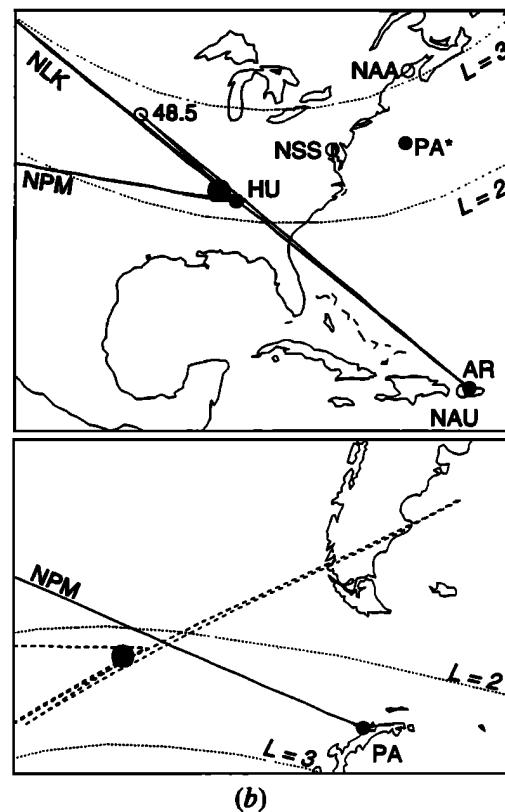 NLK
NAA
L = 3
48.5
NSS
PA*
NPM
HU
L = 2
AR
NAU
NPM
L = 2
L = 3
PA
(b)